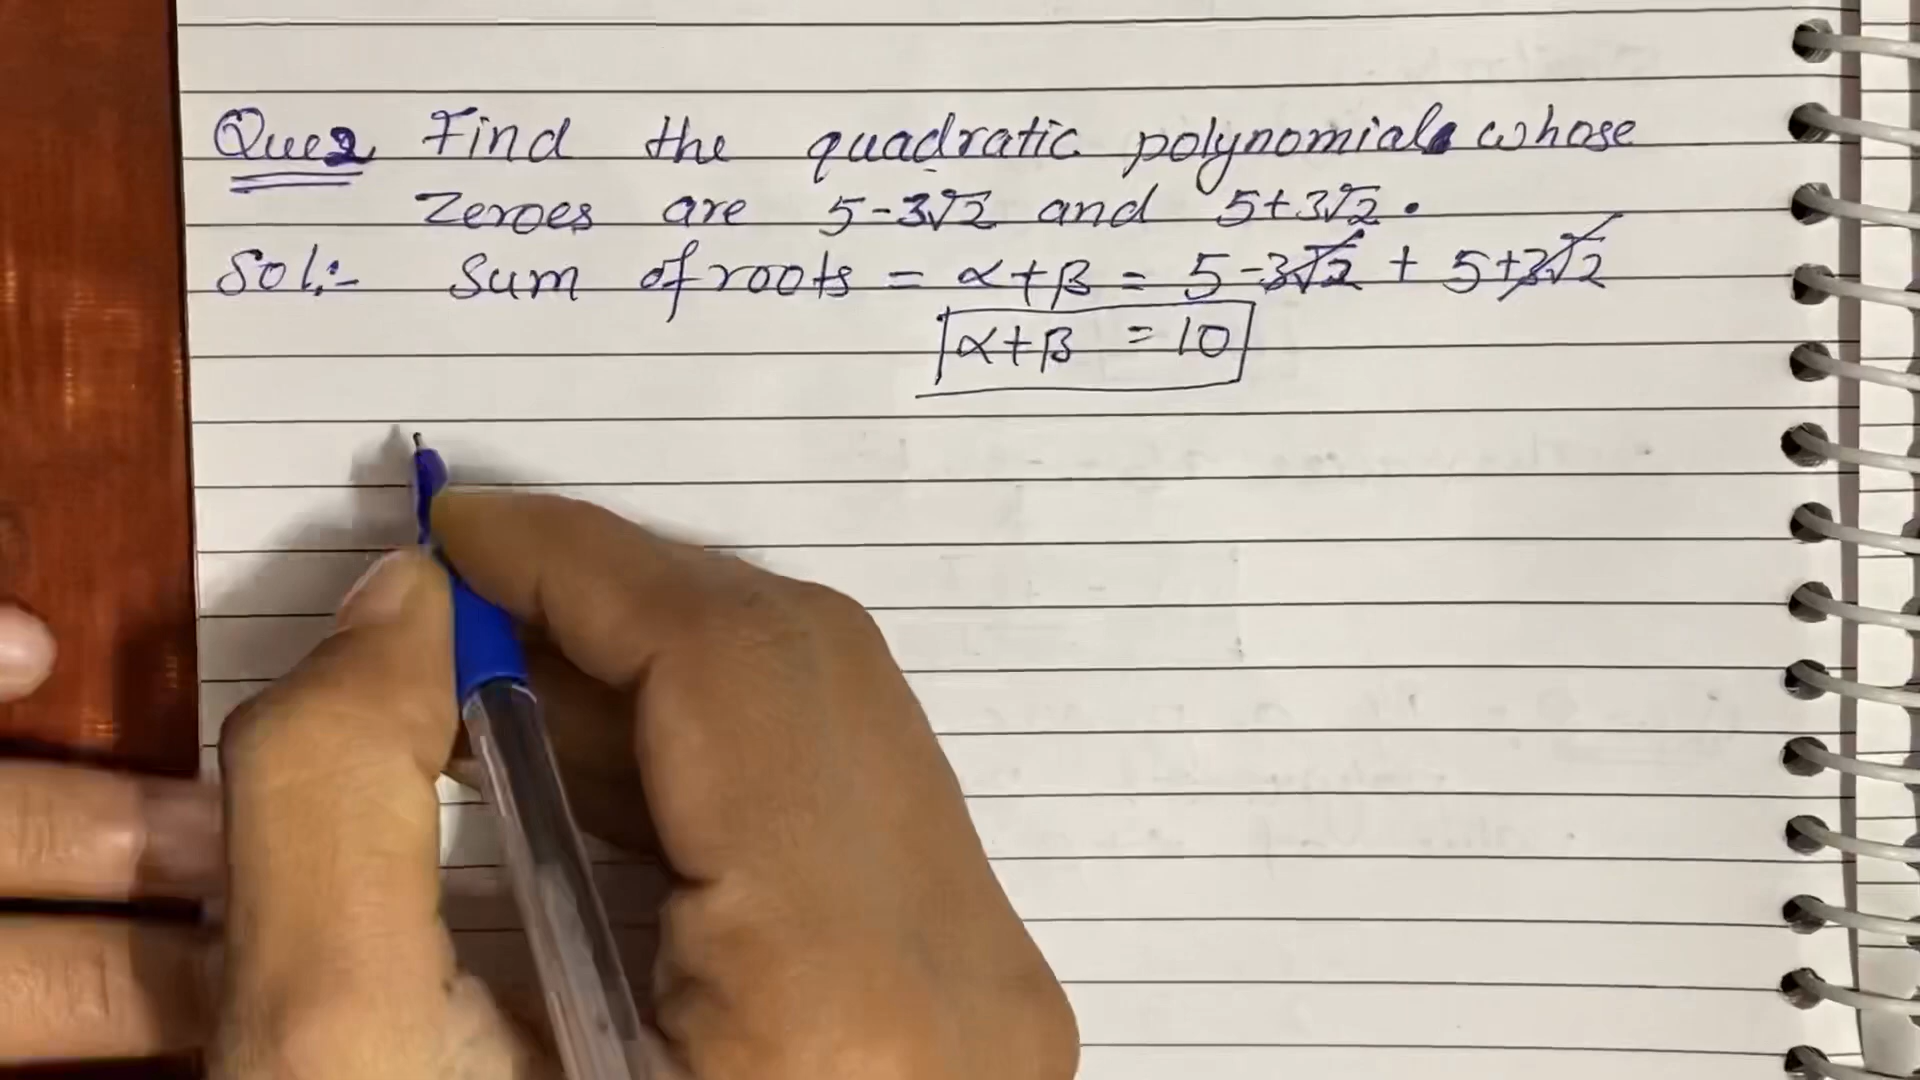 Que2 Find the quadratic polynomial whose
zeroes are 5-3√2 and 5+3√2.
Sol:- Sum of roots = α+β = 5-3√2 + 5+3√2
α+β = 10